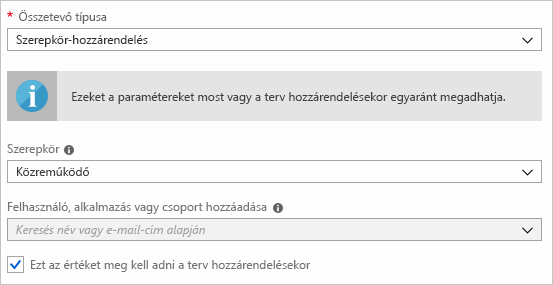 * Összetevő típusa
Szerepkör-hozzárendelés
Ezeket a paramétereket most vagy a terv hozzárendelésekor egyaránt megadhatja.
Szerepkör
Közreműködő
Felhasználó, alkalmazás vagy csoport hozzáadása
Keresés név vagy e-mail-cím alapján
Ezt az értéket meg kell adni a terv hozzárendelésekor